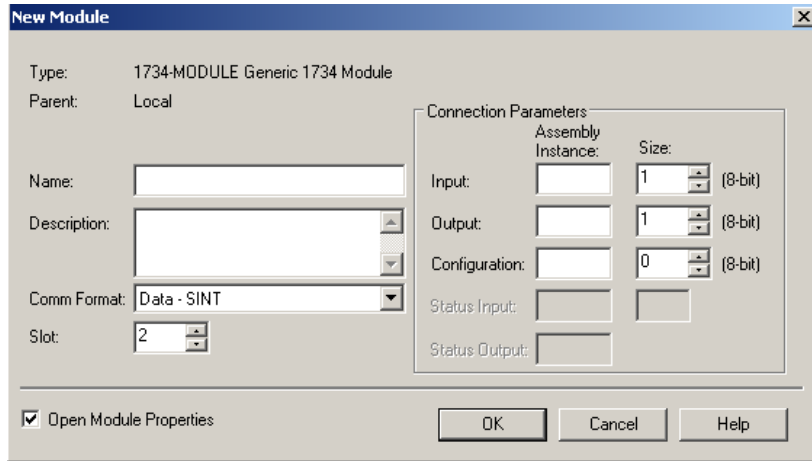 New Module
Type: 1734-MODULE Generic 1734 Module
Parent: Local
Connection Parameters
Assembly Instance: Size:
Name:
Input: 1 (8-bit)
Description:
Output: 1 (8-bit)
Configuration: 0 (8-bit)
Comm Format: Data - SINT
Status Input:
Slot: 2
Status Output:
Open Module Properties
OK Cancel Help